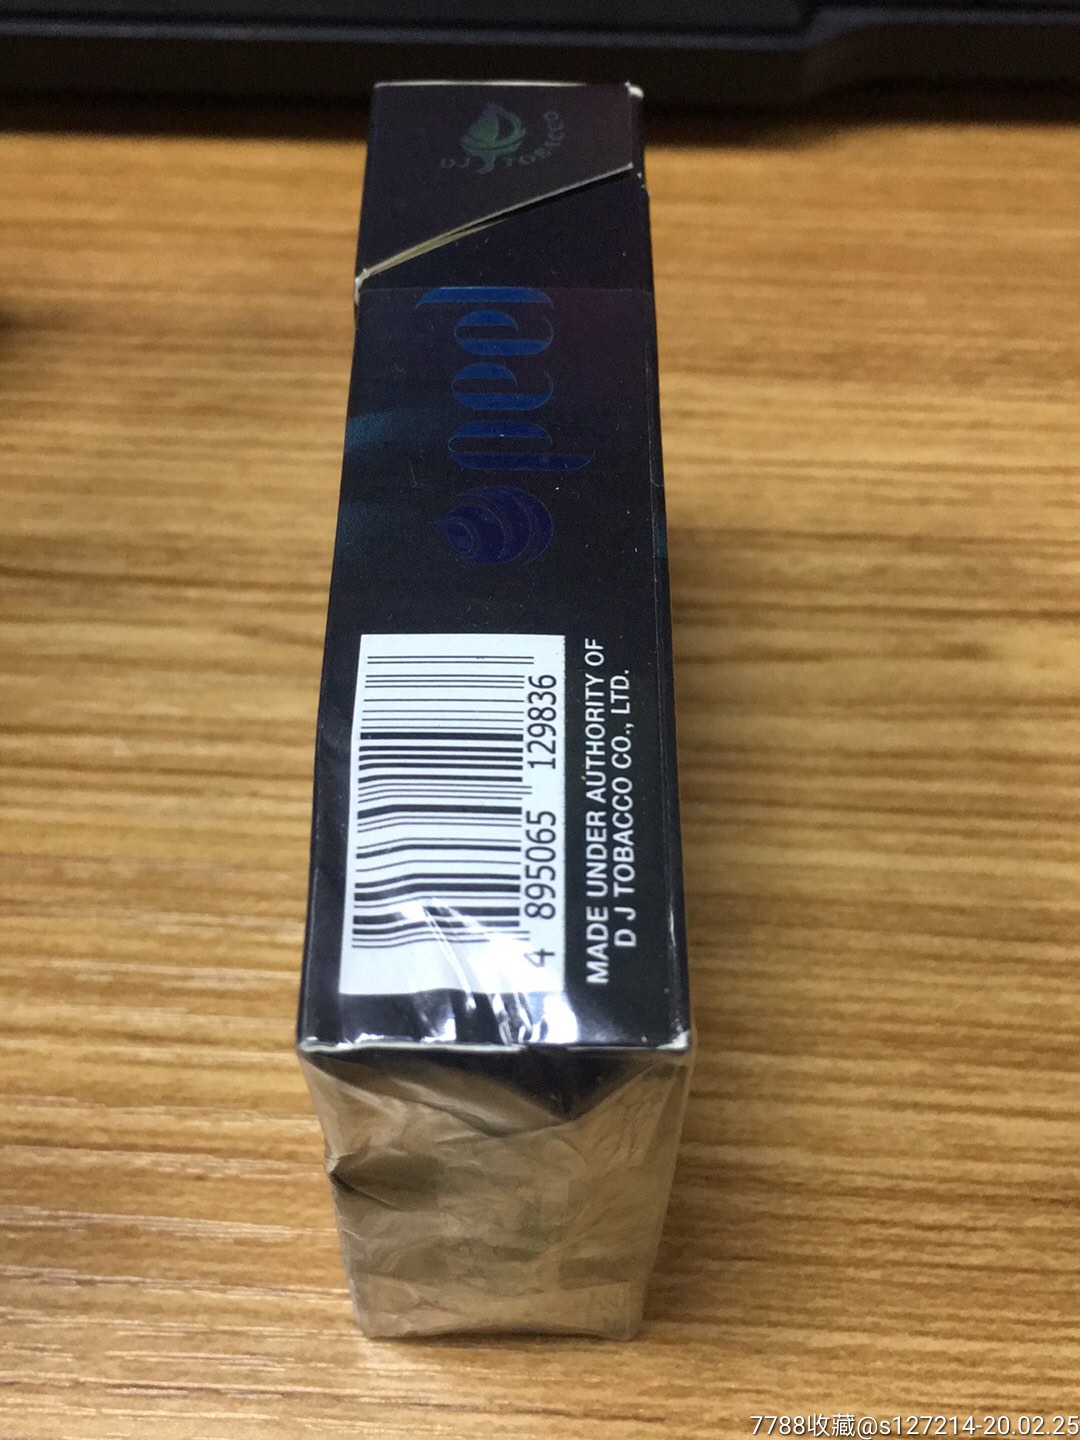 DJ TOBACCO
4 895065 129836
MADE UNDER AUTHORITY OF
D J TOBACCO CO., LTD.
7788收藏@s127214-20.02.25